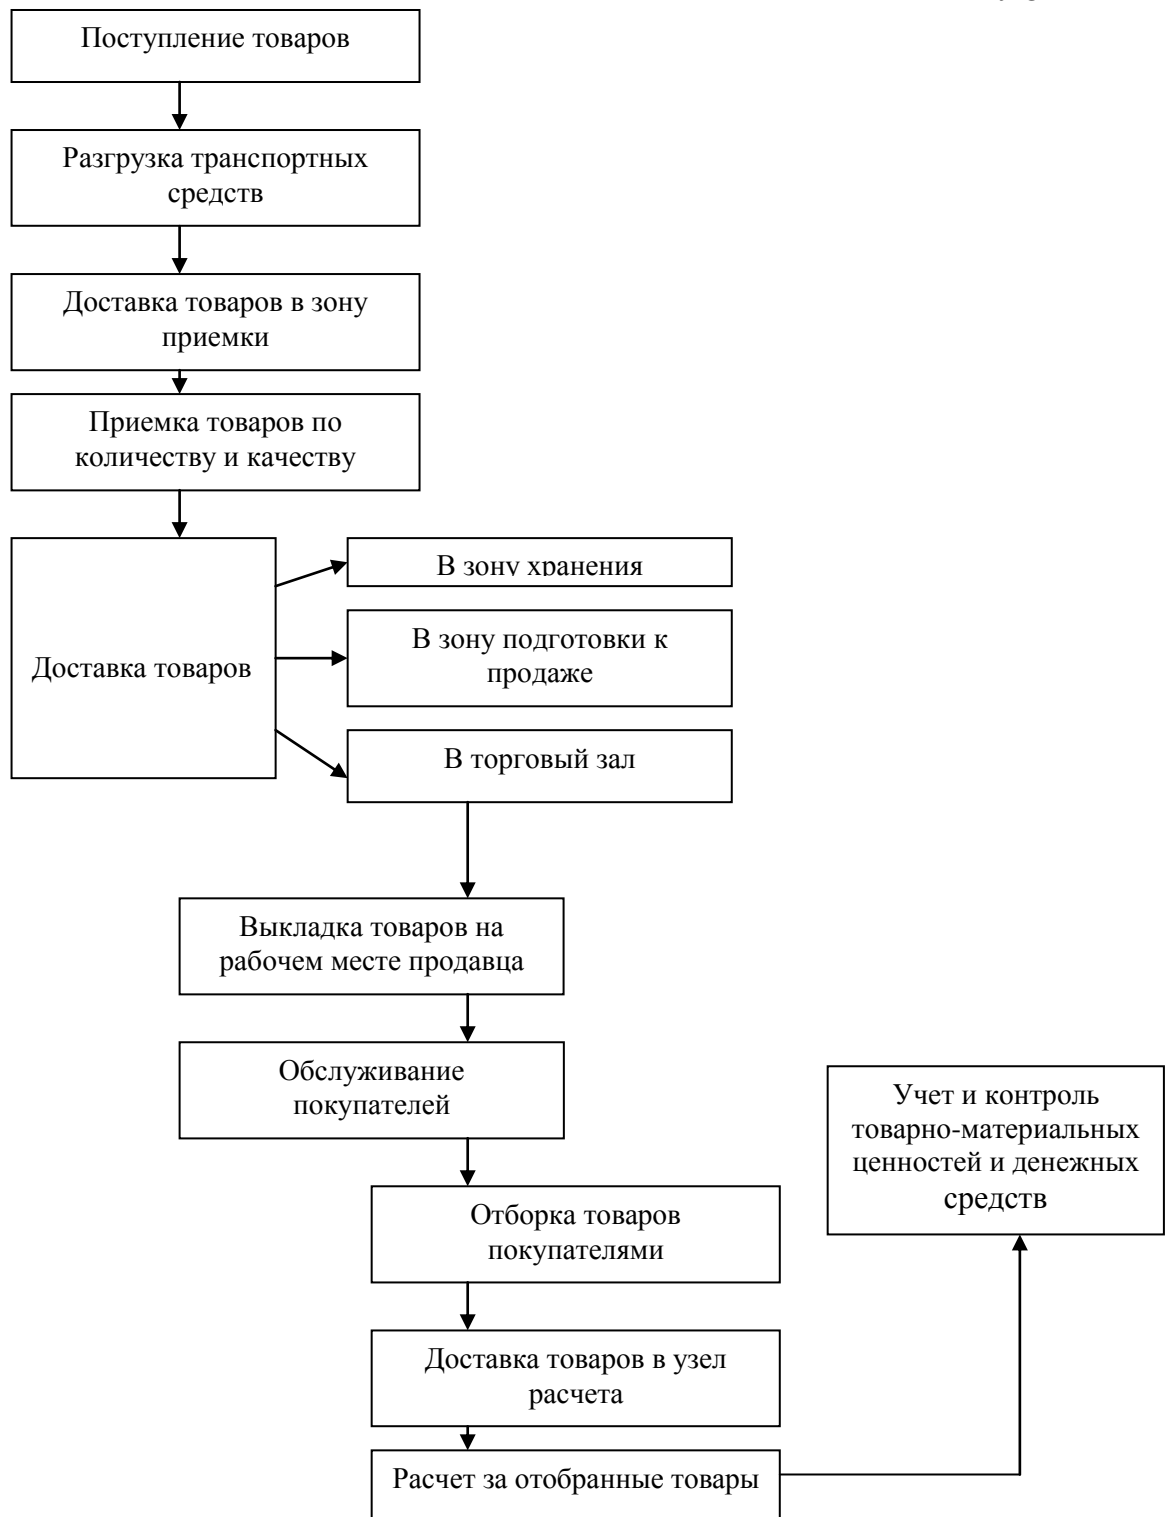 Поступление товаров
Разгрузка транспортных
средств
Доставка товаров в зону
приемки
Приемка товаров по
количеству и качеству
Доставка товаров
В зону хранения
В зону подготовки к
продаже
В торговый зал
Выкладка товаров на
рабочем месте продавца
Обслуживание
покупателей
Учет и контроль
товарно-материальных
ценностей и денежных
средств
Отборка товаров
покупателями
Доставка товаров в узел
расчета
Расчет за отобранные товары